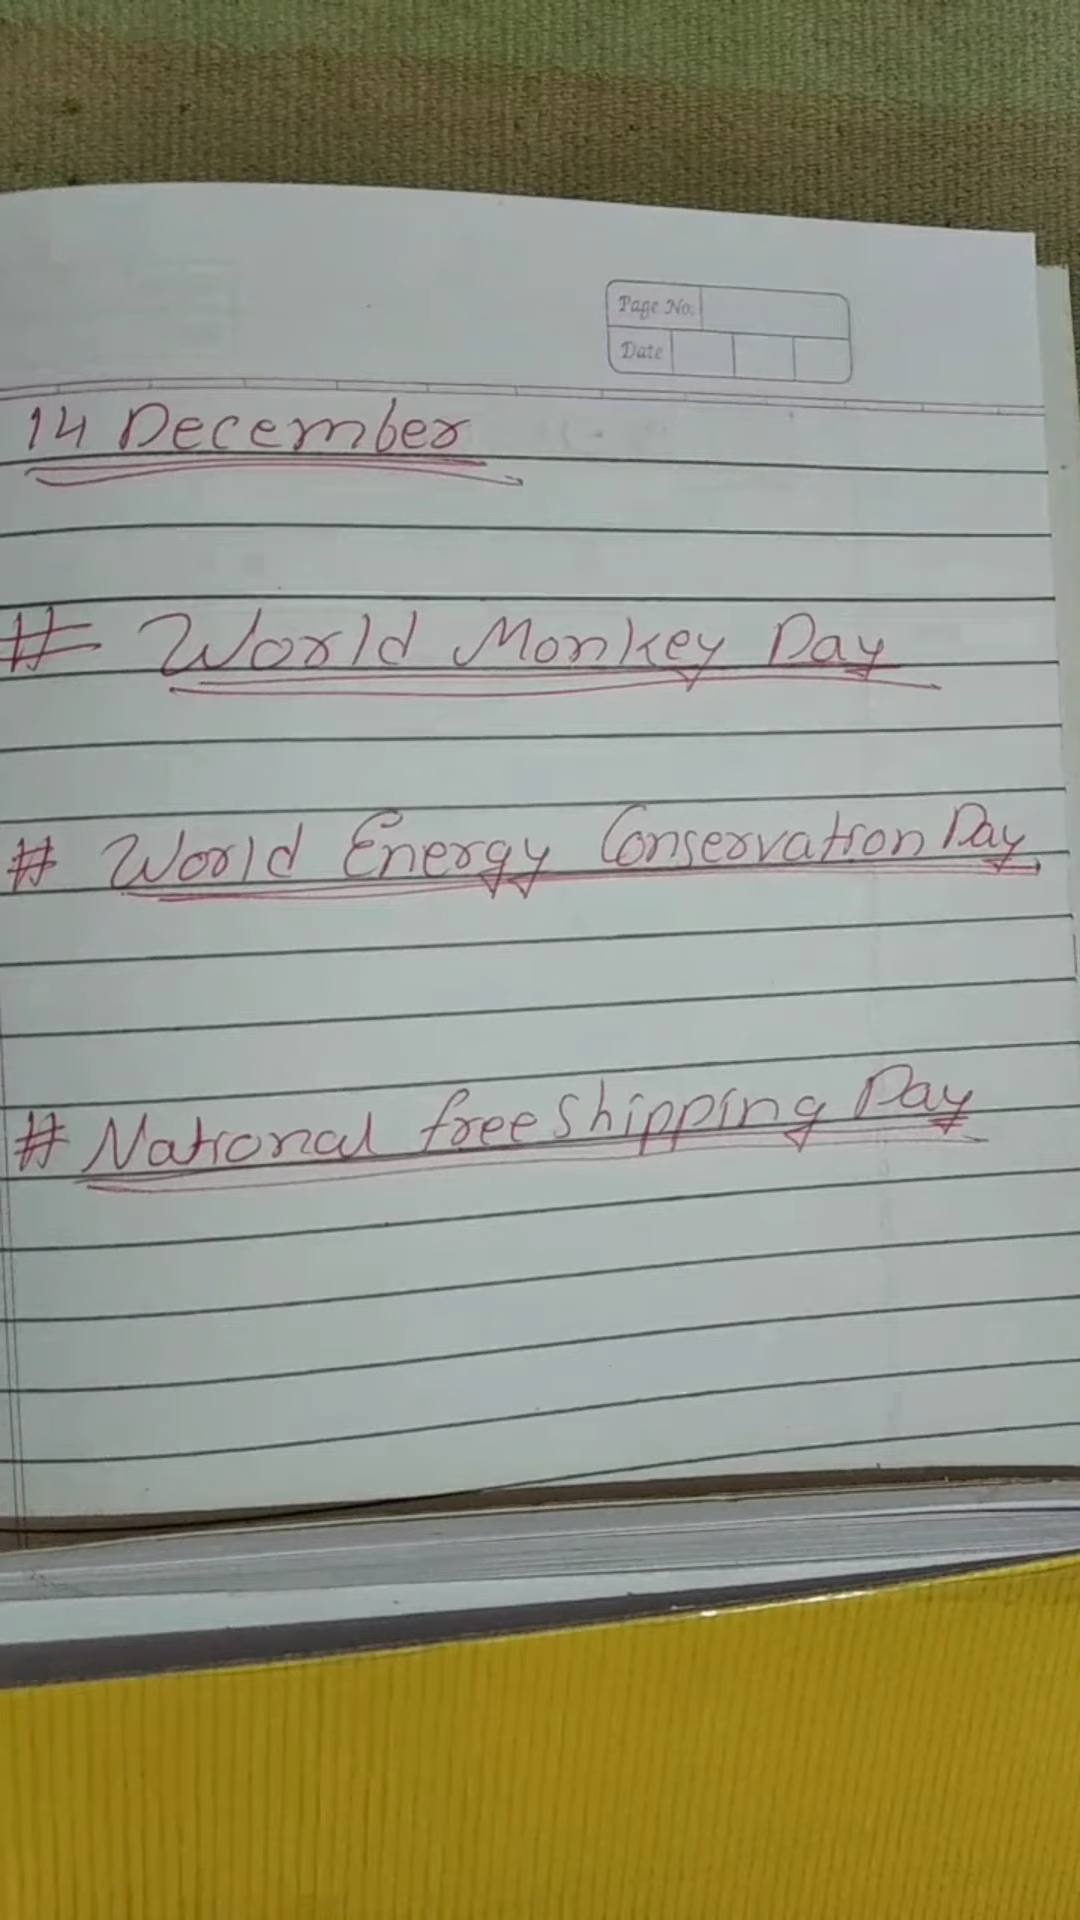 Page No.
Date
14 December
# World Monkey Day
# World Energy Conservation Day
# National free shipping Day